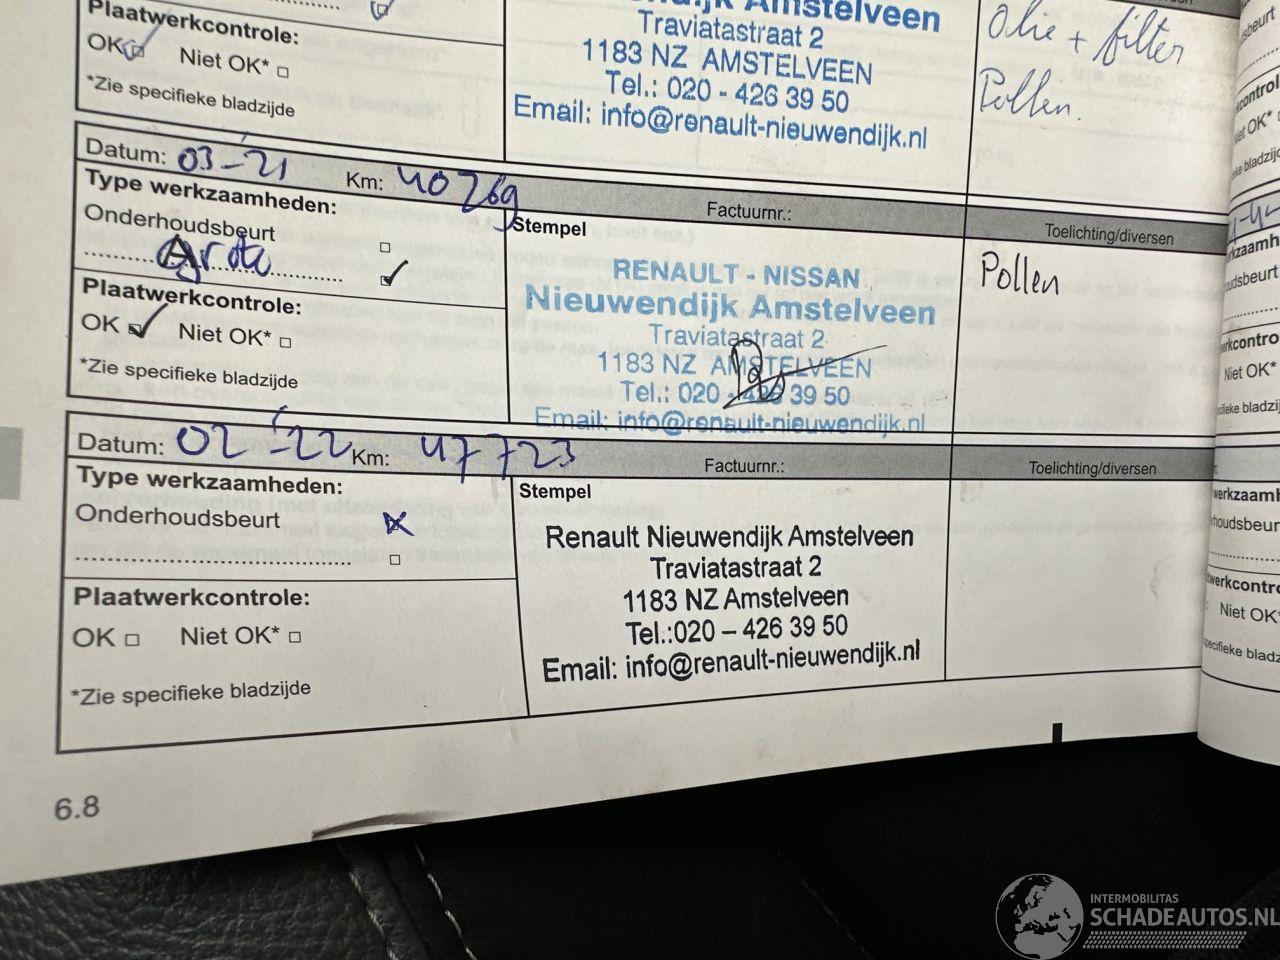 Plaatwerkcontrole:
OK Niet OK*
*Zie specifieke bladzijde
Amstelveen
Traviatastraat 2
1183 NZ AMSTELVEEN
Tel.: 020 - 426 39 50
Email: info@renault-nieuwendijk.nl
Olie + filter
Pollen.
Datum: 03-'21 Km: 40269 Factuurnr.: Toelichting/diversen
Type werkzaamheden:
Onderhoudsbeurt
Grote
Plaatwerkcontrole:
OK Niet OK*
*Zie specifieke bladzijde
Stempel
RENAULT - NISSAN
Nieuwendijk Amstelveen
Traviatastraat 2
1183 NZ AMSTELVEEN
Tel.: 020 - 426 39 50
Email: info@renault-nieuwendijk.nl
Pollen
Datum: 02-'22 Km: 47723 Factuurnr.: Toelichting/diversen
Type werkzaamheden:
Onderhoudsbeurt
Plaatwerkcontrole:
OK Niet OK*
*Zie specifieke bladzijde
Stempel
Renault Nieuwendijk Amstelveen
Traviatastraat 2
1183 NZ Amstelveen
Tel.:020 – 426 39 50
Email: info@renault-nieuwendijk.nl
6.8
INTERMOBILITAS
SCHADEAUTOS.NL